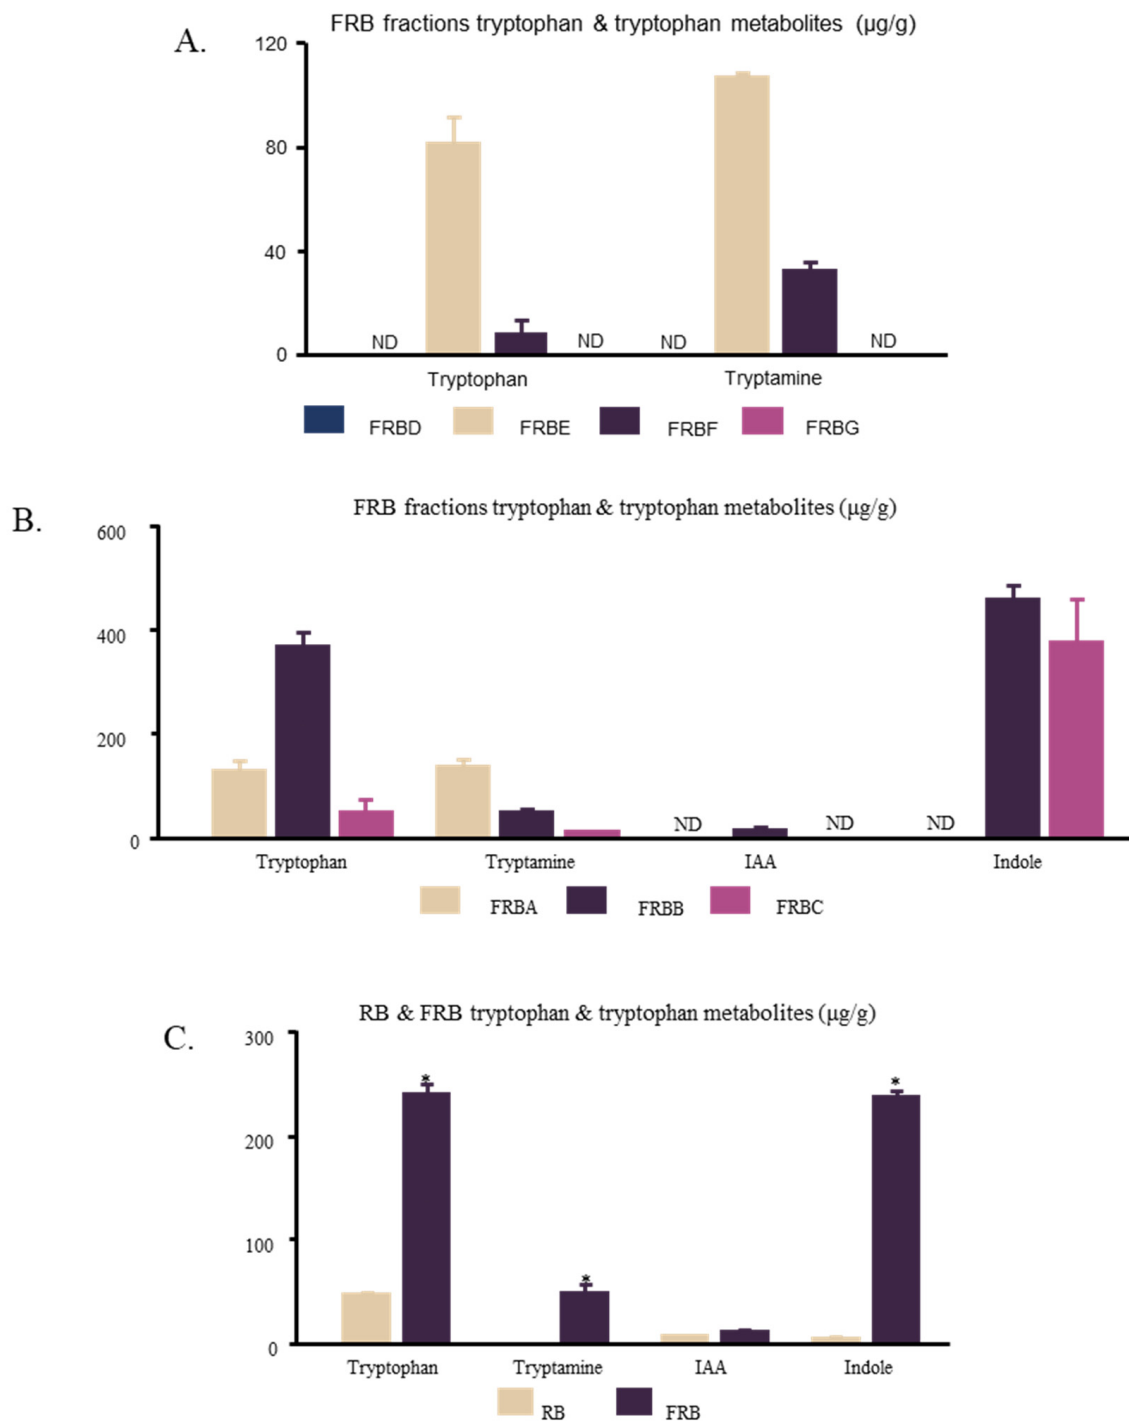 FRB fractions tryptophan & tryptophan metabolites (µg/g)
A.
120
80
40
0
ND ND ND ND
Tryptophan Tryptamine
FRBD FRBE FRBF FRBG
FRB fractions tryptophan & tryptophan metabolites (µg/g)
B.
600
400
200
0
ND ND ND
Tryptophan Tryptamine IAA Indole
FRBA FRBB FRBC
RB & FRB tryptophan & tryptophan metabolites (µg/g)
C.
300
200
100
0
* * *
Tryptophan Tryptamine IAA Indole
RB FRB